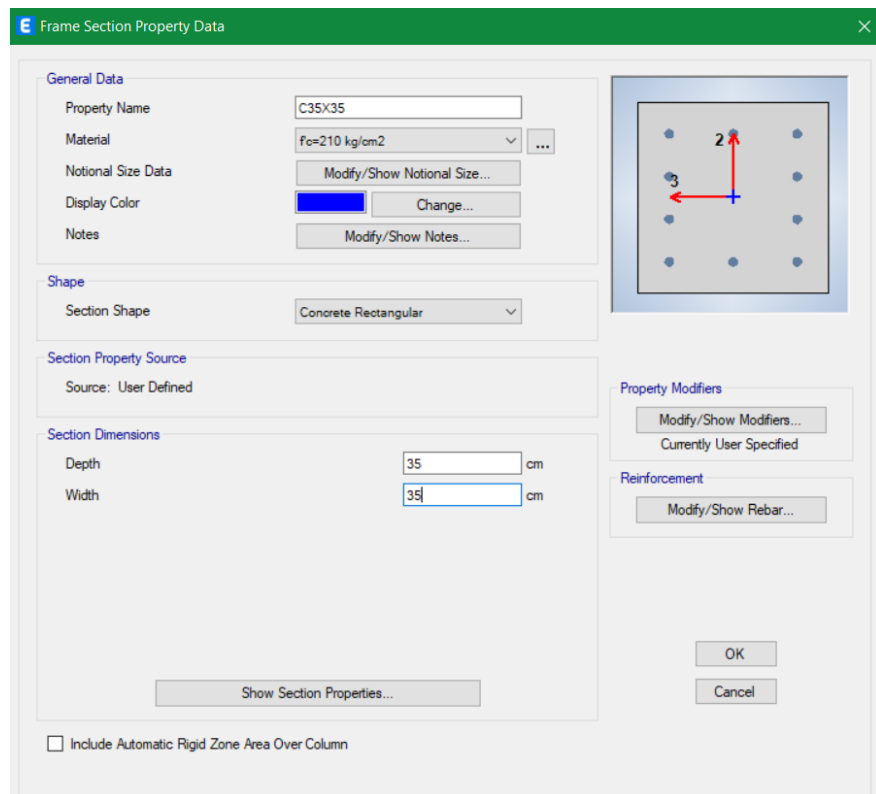 E Frame Section Property Data
General Data
Property Name C35X35
Material f'c=210 kg/cm2 ...
Notional Size Data Modify/Show Notional Size...
Display Color Change...
Notes Modify/Show Notes...
2
3
Shape
Section Shape Concrete Rectangular
Section Property Source
Source: User Defined
Property Modifiers
Modify/Show Modifiers...
Currently User Specified
Section Dimensions
Depth 35 cm
Width 35 cm
Reinforcement
Modify/Show Rebar...
OK
Show Section Properties...
Cancel
Include Automatic Rigid Zone Area Over Column